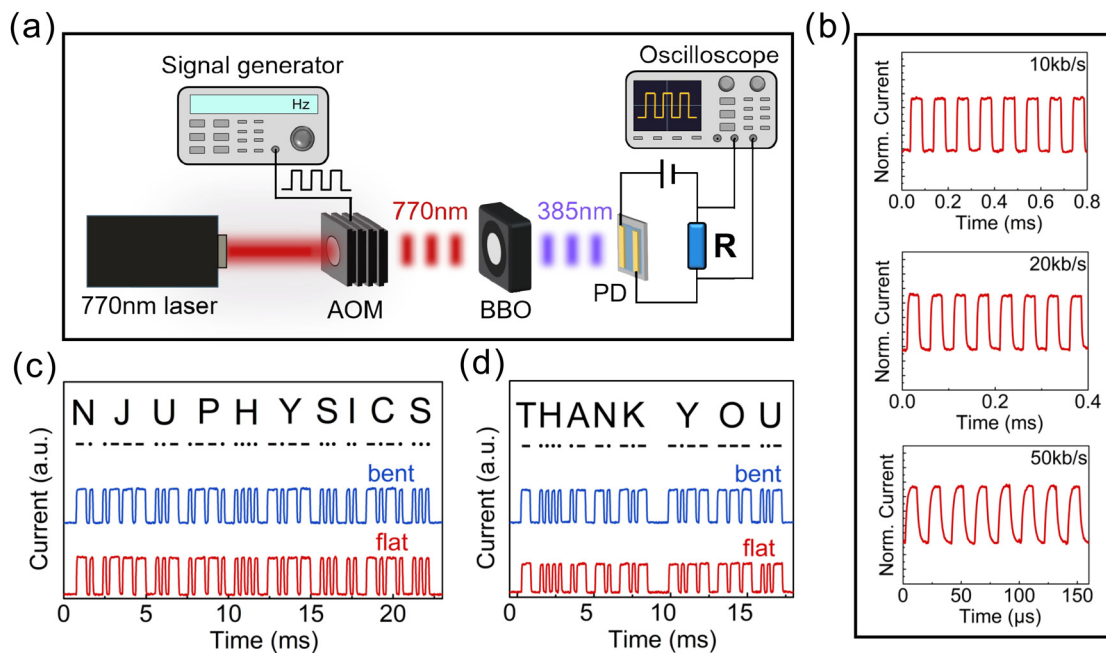 (a)
Signal generator
Hz
Oscilloscope
770nm
385nm
R
770nm laser
AOM
BBO
PD
(b)
10kb/s
Norm. Current
0.0 0.2 0.4 0.6 0.8
Time (ms)
20kb/s
Norm. Current
0.0 0.2 0.4
Time (ms)
50kb/s
Norm. Current
0 50 100 150
Time (µs)
(c)
N J U P H Y S I C S
-. .--- ..- .--. .... -.-- ... .. -.-. ...
bent
flat
Current (a.u.)
0 5 10 15 20
Time (ms)
(d)
THANK YOU
- .... .- -. -.- -.-- --- ..-
bent
flat
Current (a.u.)
0 5 10 15
Time (ms)